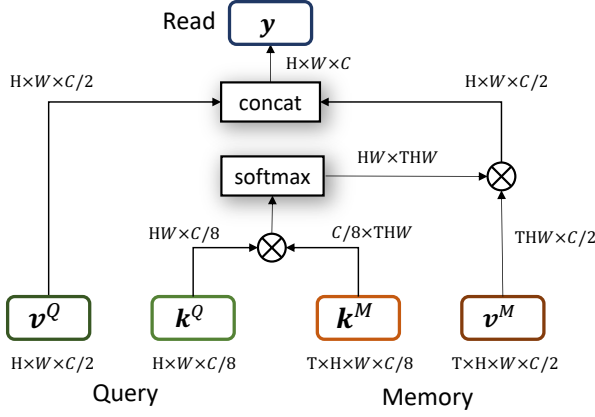 Read
y
H×W×C
H×W×C/2
H×W×C/2
concat
HW×THW
softmax
HW×C/8
C/8×THW
THW×C/2
v^Q
k^Q
k^M
v^M
H×W×C/2
H×W×C/8
T×H×W×C/8
T×H×W×C/2
Query
Memory